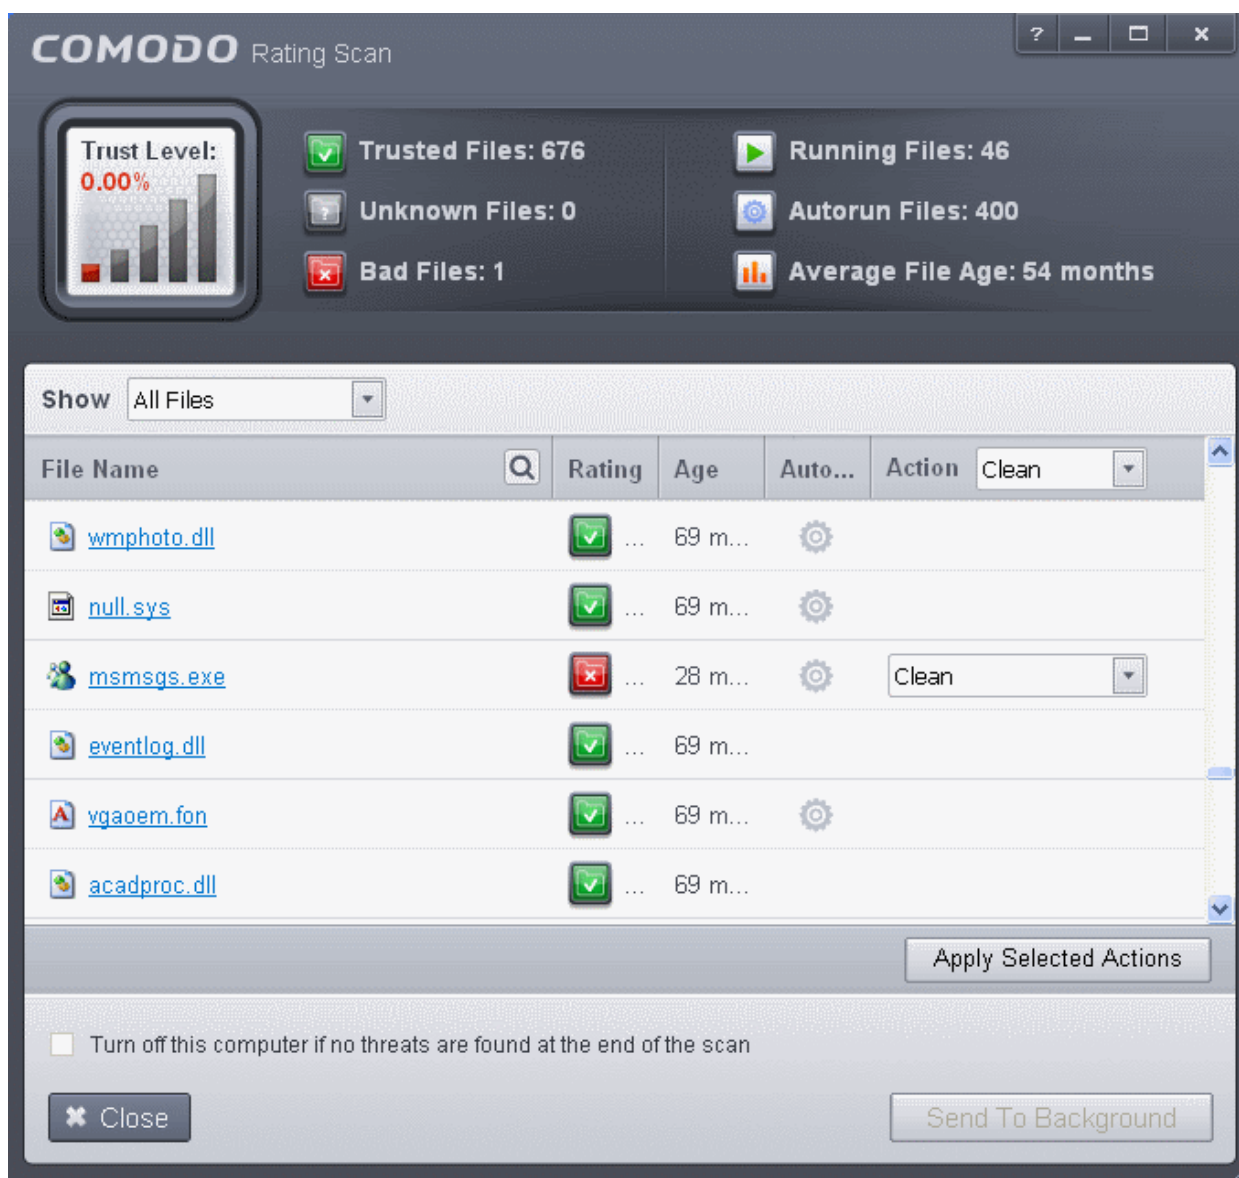 COMODO Rating Scan
?
Trust Level:
0.00%
Trusted Files: 676
Unknown Files: 0
Bad Files: 1
Running Files: 46
Autorun Files: 400
Average File Age: 54 months
Show All Files
File Name Rating Age Auto... Action Clean
wmphoto.dll ... 69 m...
null.sys ... 69 m...
msmsgs.exe ... 28 m... Clean
eventlog.dll ... 69 m...
vgaoem.fon ... 69 m...
acadproc.dll ... 69 m...
Apply Selected Actions
Turn off this computer if no threats are found at the end of the scan
Close
Send To Background